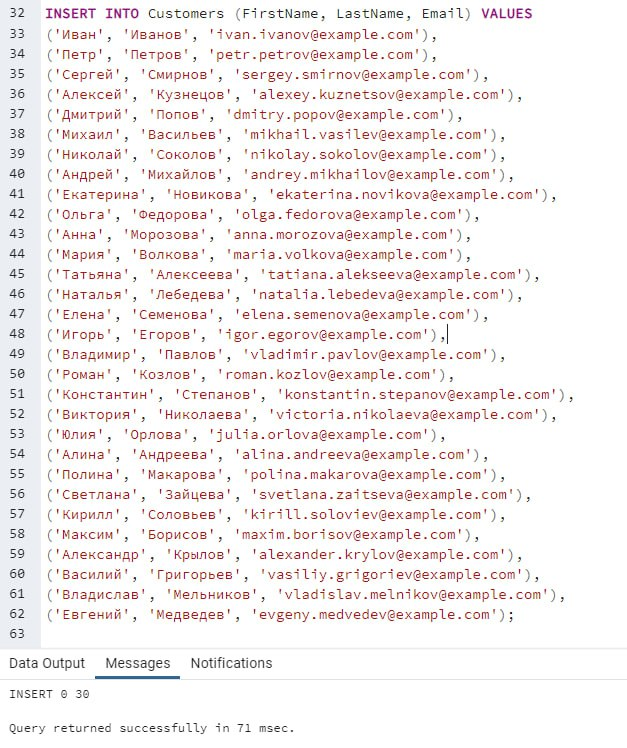 32 INSERT INTO Customers (FirstName, LastName, Email) VALUES
33 ('Иван', 'Иванов', 'ivan.ivanov@example.com'),
34 ('Петр', 'Петров', 'petr.petrov@example.com'),
35 ('Сергей', 'Смирнов', 'sergey.smirnov@example.com'),
36 ('Алексей', 'Кузнецов', 'alexey.kuznetsov@example.com'),
37 ('Дмитрий', 'Попов', 'dmitry.popov@example.com'),
38 ('Михаил', 'Васильев', 'mikhail.vasilev@example.com'),
39 ('Николай', 'Соколов', 'nikolay.sokolov@example.com'),
40 ('Андрей', 'Михайлов', 'andrey.mikhailov@example.com'),
41 ('Екатерина', 'Новикова', 'ekaterina.novikova@example.com'),
42 ('Ольга', 'Федорова', 'olga.fedorova@example.com'),
43 ('Анна', 'Морозова', 'anna.morozova@example.com'),
44 ('Мария', 'Волкова', 'maria.volkova@example.com'),
45 ('Татьяна', 'Алексеева', 'tatiana.alekseeva@example.com'),
46 ('Наталья', 'Лебедева', 'natalia.lebedeva@example.com'),
47 ('Елена', 'Семенова', 'elena.semenova@example.com'),
48 ('Игорь', 'Егоров', 'igor.egorov@example.com'),
49 ('Владимир', 'Павлов', 'vladimir.pavlov@example.com'),
50 ('Роман', 'Козлов', 'roman.kozlov@example.com'),
51 ('Константин', 'Степанов', 'konstantin.stepanov@example.com'),
52 ('Виктория', 'Николаева', 'victoria.nikolaeva@example.com'),
53 ('Юлия', 'Орлова', 'julia.orlova@example.com'),
54 ('Алина', 'Андреева', 'alina.andreeva@example.com'),
55 ('Полина', 'Макарова', 'polina.makarova@example.com'),
56 ('Светлана', 'Зайцева', 'svetlana.zaitseva@example.com'),
57 ('Кирилл', 'Соловьев', 'kirill.soloviev@example.com'),
58 ('Максим', 'Борисов', 'maxim.borisov@example.com'),
59 ('Александр', 'Крылов', 'alexander.krylov@example.com'),
60 ('Василий', 'Григорьев', 'vasiliy.grigoriev@example.com'),
61 ('Владислав', 'Мельников', 'vladislav.melnikov@example.com'),
62 ('Евгений', 'Медведев', 'evgeny.medvedev@example.com');
63
Data Output Messages Notifications
INSERT 0 30
Query returned successfully in 71 msec.